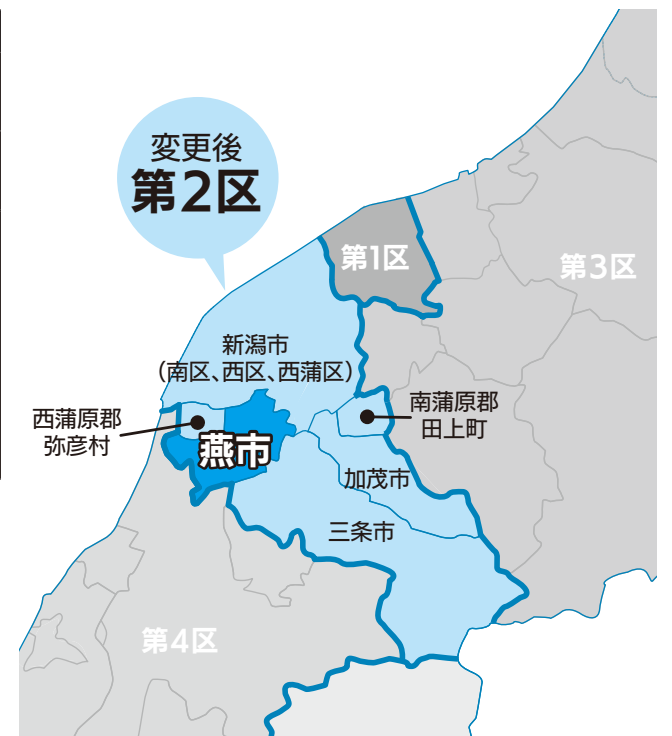 変更後
第2区
第1区
第3区
新潟市
（南区、西区、西蒲区）
西蒲原郡
弥彦村
燕市
南蒲原郡
田上町
加茂市
三条市
第4区